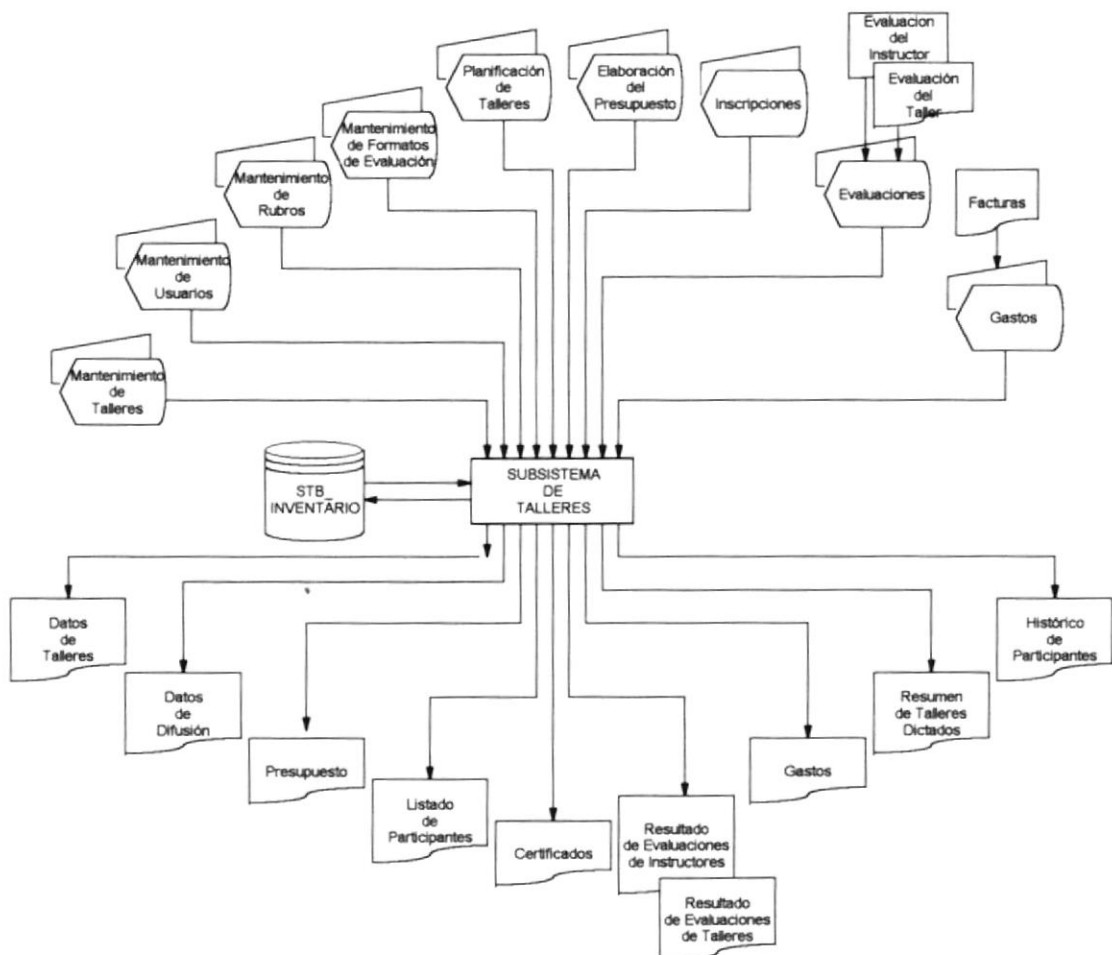 Evaluacion
del
Instructor
Evaluación
del
Taller
Planificación
de
Talleres
Elaboración
del
Presupuesto
Inscripciones
Mantenimiento
de Formatos
de Evaluación
Mantenimiento
de
Rubros
Evaluaciones
Facturas
Mantenimiento
de
Usuarios
Gastos
Mantenimiento
de
Talleres
STB_
INVENTARIO
SUBSISTEMA
DE
TALLERES
Datos
de
Talleres
Datos
de
Difusión
Presupuesto
Listado
de
Participantes
Certificados
Resultado
de Evaluaciones
de Instructores
Resultado
de Evaluaciones
de Talleres
Gastos
Resumen
de Talleres
Dictados
Histórico
de
Participantes